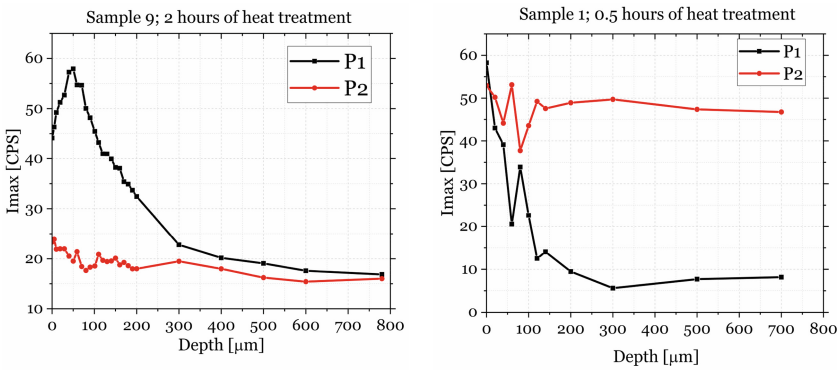 Sample 9; 2 hours of heat treatment
P1
P2
60
50
40
30
20
10
Imax [CPS]
0 100 200 300 400 500 600 700 800
Depth [μm]
Sample 1; 0.5 hours of heat treatment
P1
P2
60
50
40
30
20
10
0
Imax [CPS]
0 100 200 300 400 500 600 700 800
Depth [μm]